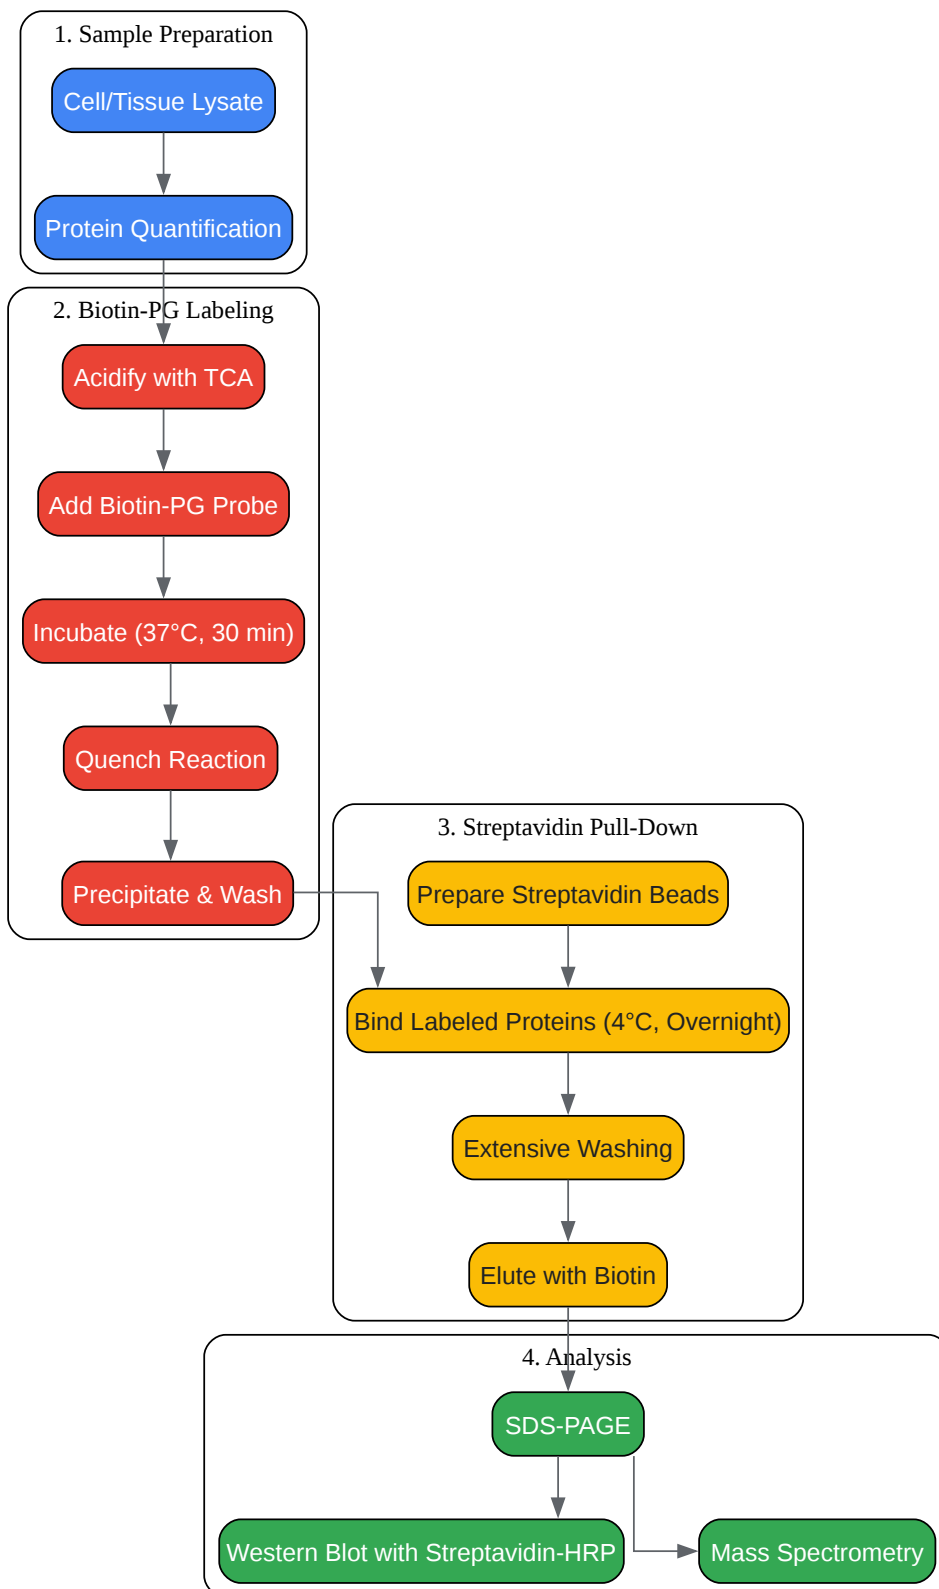 1. Sample Preparation
Cell/Tissue Lysate
Protein Quantification
2. Biotin-PG Labeling
Acidify with TCA
Add Biotin-PG Probe
Incubate (37°C, 30 min)
Quench Reaction
Precipitate & Wash
3. Streptavidin Pull-Down
Prepare Streptavidin Beads
Bind Labeled Proteins (4°C, Overnight)
Extensive Washing
Elute with Biotin
4. Analysis
SDS-PAGE
Western Blot with Streptavidin-HRP
Mass Spectrometry